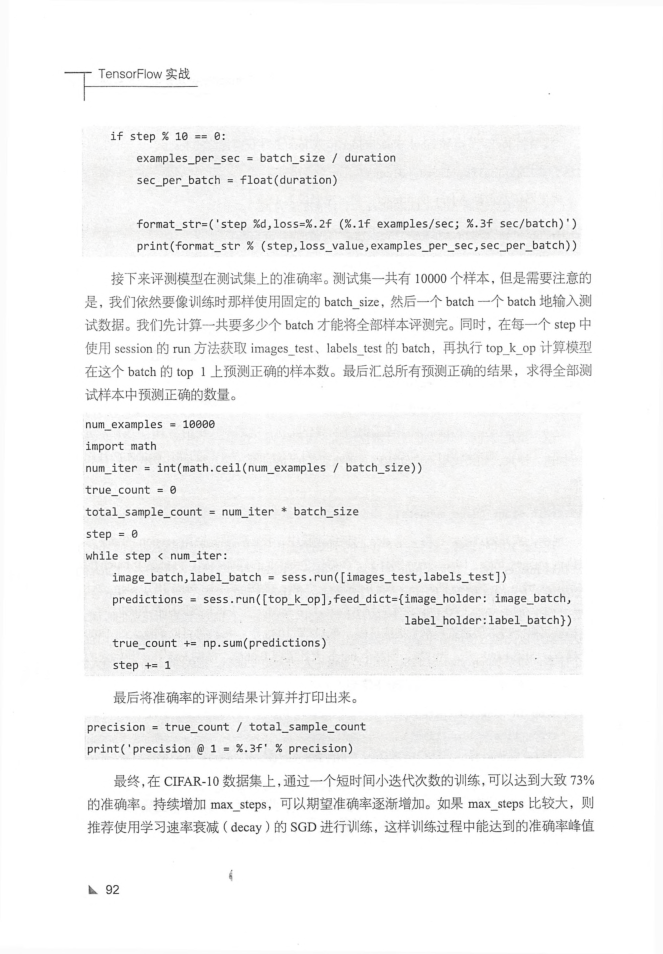 TensorFlow 实战
if step % 10 == 0:
examples_per_sec = batch_size / duration
sec_per_batch = float(duration)
format_str=('step %d,loss=%.2f (%.1f examples/sec; %.3f sec/batch)')
print(format_str % (step,loss_value,examples_per_sec,sec_per_batch))
接下来评测模型在测试集上的准确率。测试集一共有 10000 个样本，但是需要注意的
是，我们依然要像训练时那样使用固定的 batch_size，然后一个 batch 一个 batch 地输入测
试数据。我们先计算一共要多少个 batch 才能将全部样本评测完。同时，在每一个 step 中
使用 session 的 run 方法获取 images_test、labels_test 的 batch，再执行 top_k_op 计算模型
在这个 batch 的 top 1 上预测正确的样本数。最后汇总所有预测正确的结果，求得全部测
试样本中预测正确的数量。
num_examples = 10000
import math
num_iter = int(math.ceil(num_examples / batch_size))
true_count = 0
total_sample_count = num_iter * batch_size
step = 0
while step < num_iter:
image_batch,label_batch = sess.run([images_test,labels_test])
predictions = sess.run([top_k_op],feed_dict={image_holder: image_batch,
label_holder:label_batch})
true_count += np.sum(predictions)
step += 1
最后将准确率的评测结果计算并打印出来。
precision = true_count / total_sample_count
print('precision @ 1 = %.3f' % precision)
最终，在 CIFAR-10 数据集上，通过一个短时间小迭代次数的训练，可以达到大致 73%
的准确率。持续增加 max_steps，可以期望准确率逐渐增加。如果 max_steps 比较大，则
推荐使用学习速率衰减（decay）的 SGD 进行训练，这样训练过程中能达到的准确率峰值
92